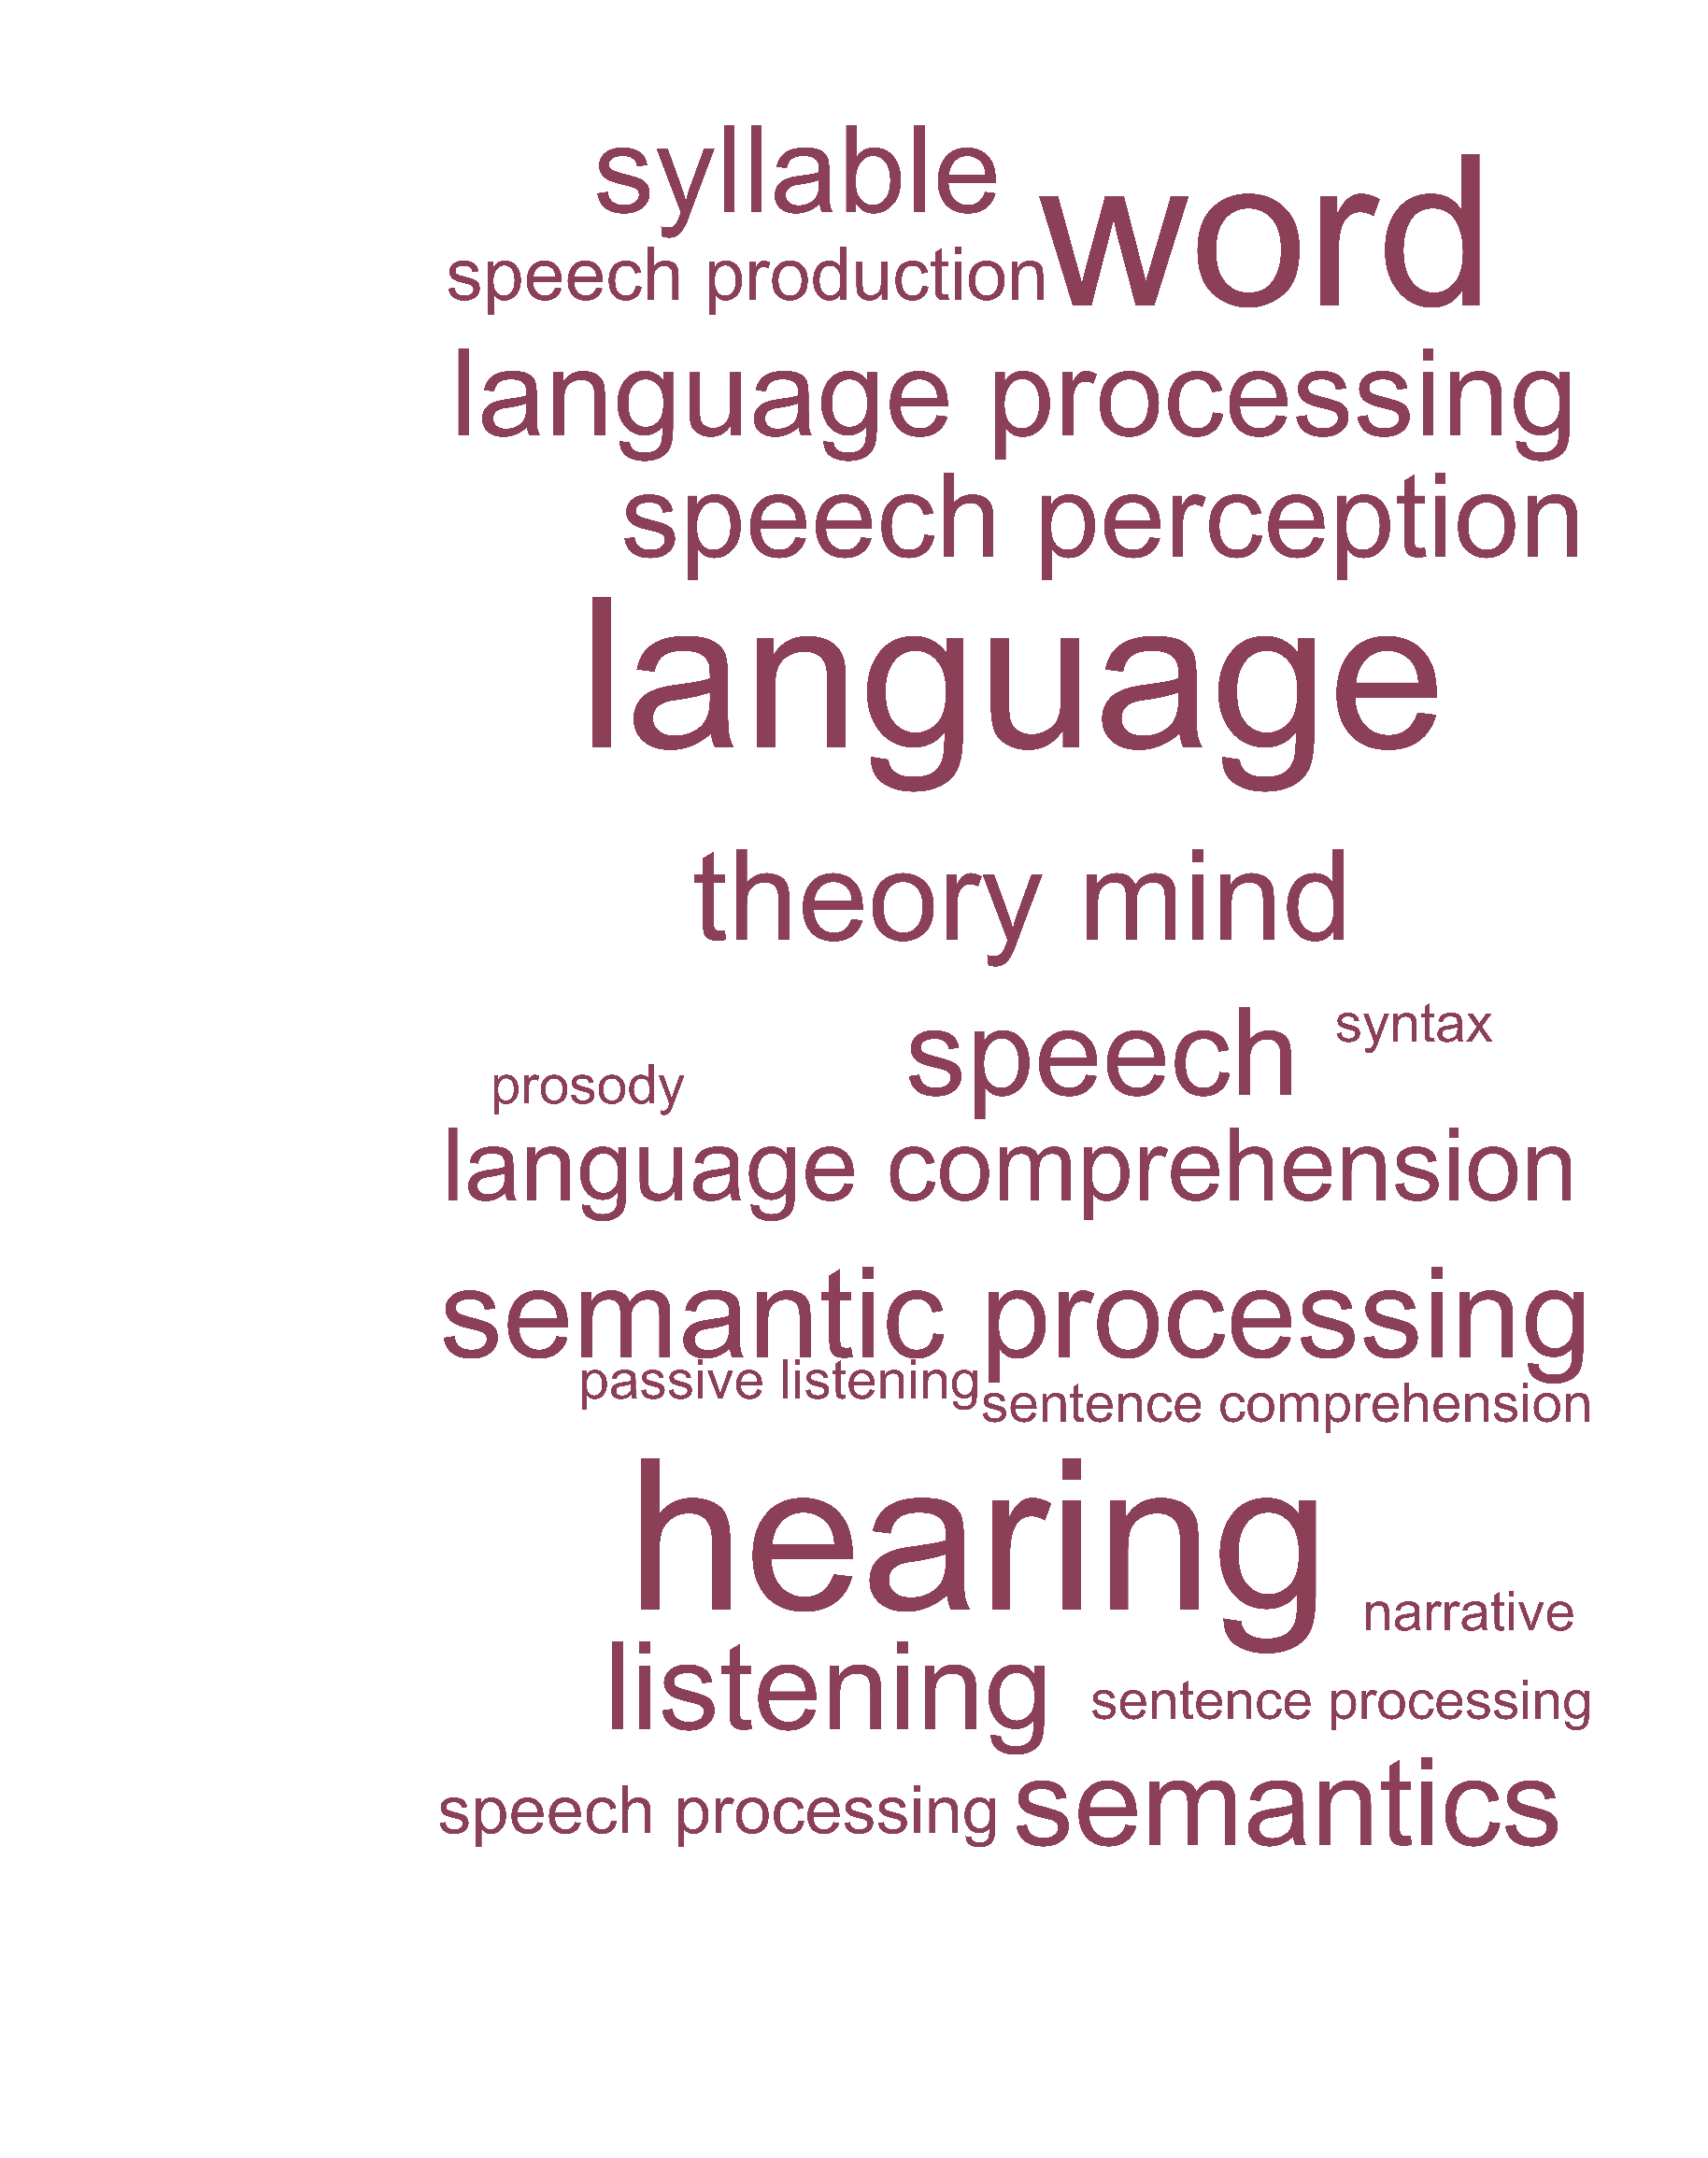 syllable
word
speech production
language processing
speech perception
language
theory mind
speech
syntax
prosody
language comprehension
semantic processing
passive listening
sentence comprehension
hearing
narrative
listening
sentence processing
speech processing
semantics